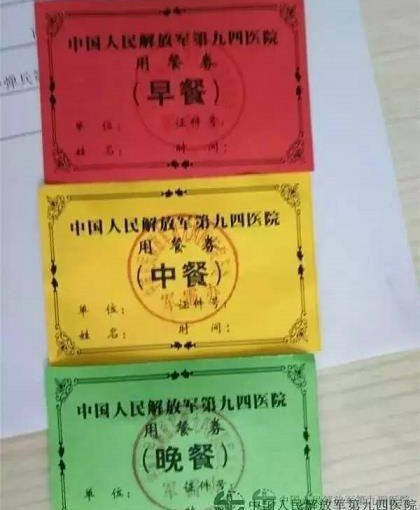 中国人民解放军第九四医院
用餐券
(早餐)
单位： 证件号：
姓名： 时间：
弹兵
中国人民解放军第九四医院
用餐券
(中餐)
单位： 证件号：
姓名： 时间：
中国人民解放军第九四医院
用餐券
(晚餐)
单位： 证件号：
中国人民解放军第九四医院